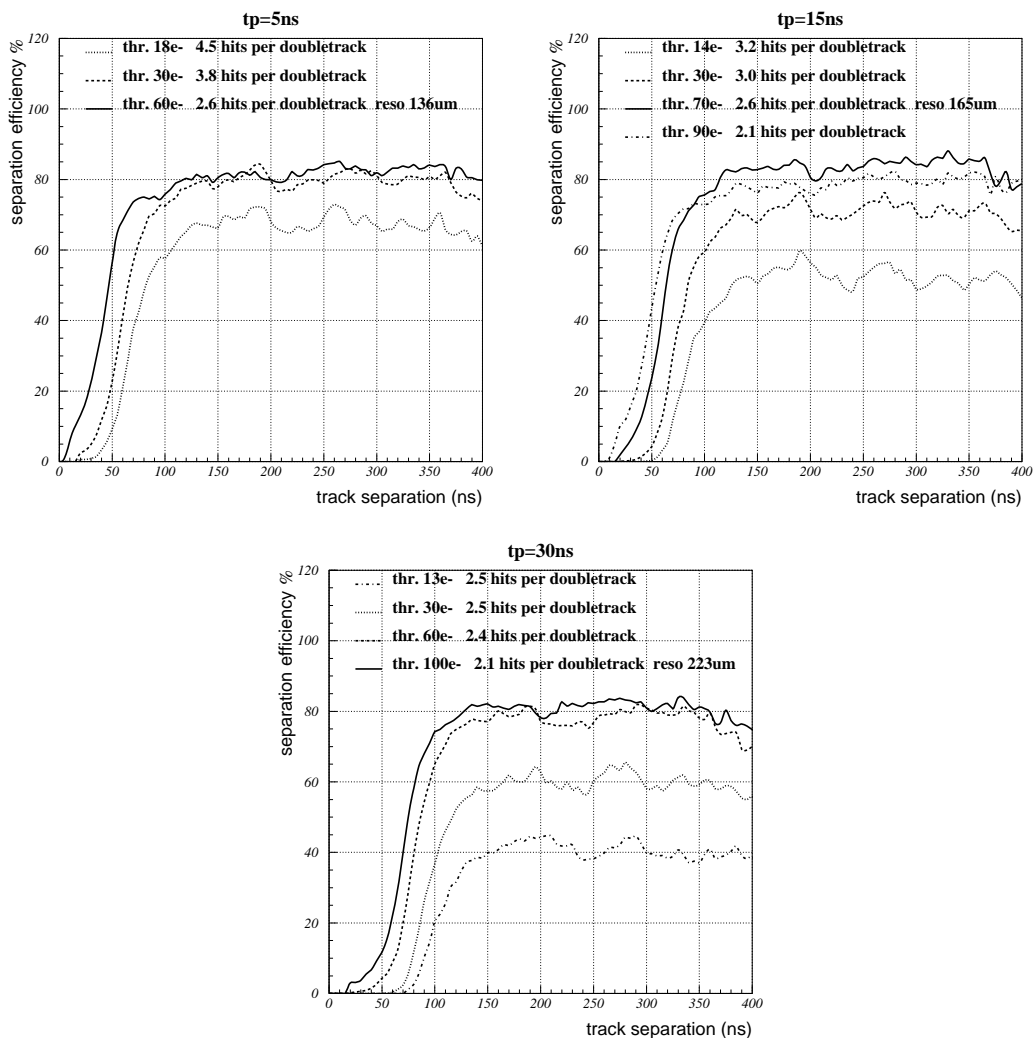 tp=5ns
separation efficiency %
120
100
80
60
40
20
0
thr. 18e- 4.5 hits per doubletrack
thr. 30e- 3.8 hits per doubletrack
thr. 60e- 2.6 hits per doubletrack reso 136um
0 50 100 150 200 250 300 350 400
track separation (ns)
tp=15ns
separation efficiency %
120
100
80
60
40
20
0
thr. 14e- 3.2 hits per doubletrack
thr. 30e- 3.0 hits per doubletrack
thr. 70e- 2.6 hits per doubletrack reso 165um
thr. 90e- 2.1 hits per doubletrack
0 50 100 150 200 250 300 350 400
track separation (ns)
tp=30ns
separation efficiency %
120
100
80
60
40
20
0
thr. 13e- 2.5 hits per doubletrack
thr. 30e- 2.5 hits per doubletrack
thr. 60e- 2.4 hits per doubletrack
thr. 100e- 2.1 hits per doubletrack reso 223um
0 50 100 150 200 250 300 350 400
track separation (ns)